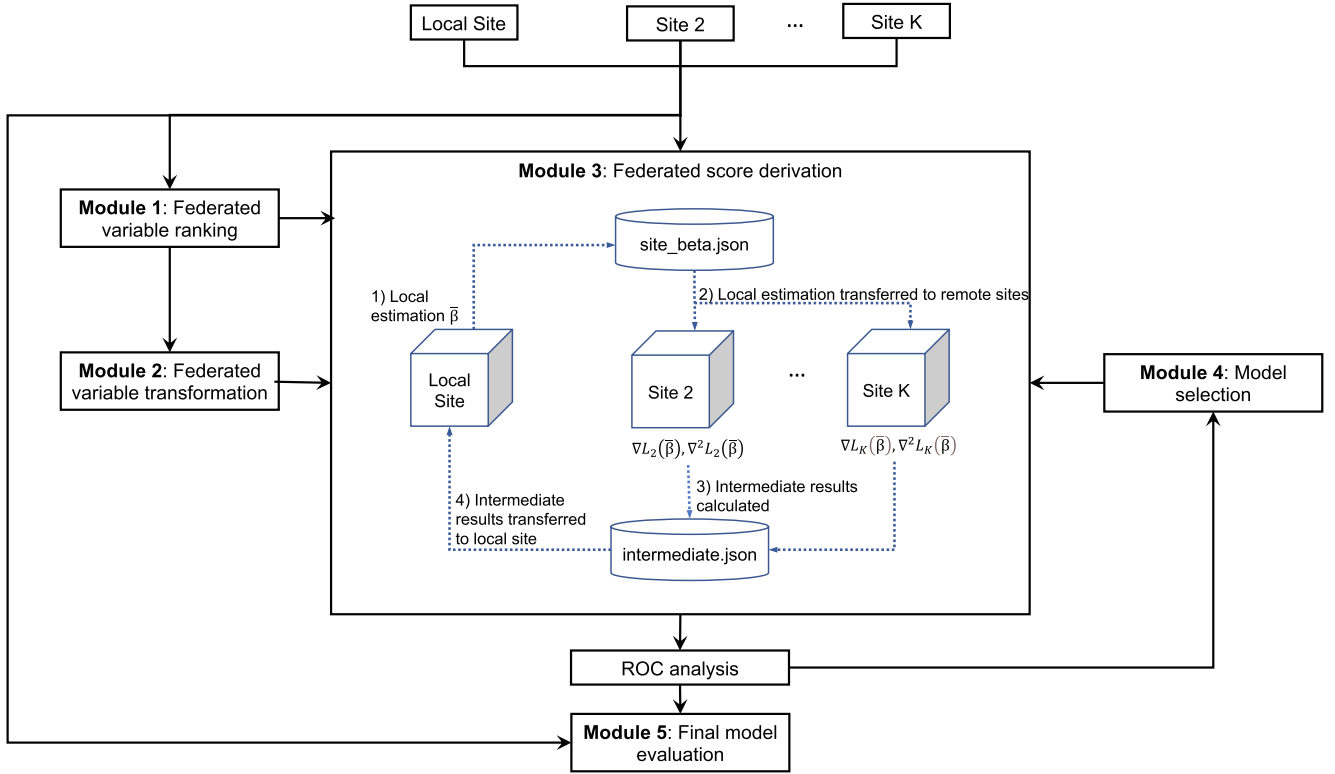 Local Site
Site 2
...
Site K
Module 3: Federated score derivation
Module 1: Federated
variable ranking
site_beta.json
1) Local
estimation β̅
2) Local estimation transferred to remote sites
Module 2: Federated
variable transformation
Local
Site
Site 2
...
Site K
Module 4: Model
selection
∇L₂(β̅), ∇²L₂(β̅)
∇L_K(β̅), ∇²L_K(β̅)
3) Intermediate results
calculated
4) Intermediate
results transferred
to local site
intermediate.json
ROC analysis
Module 5: Final model
evaluation